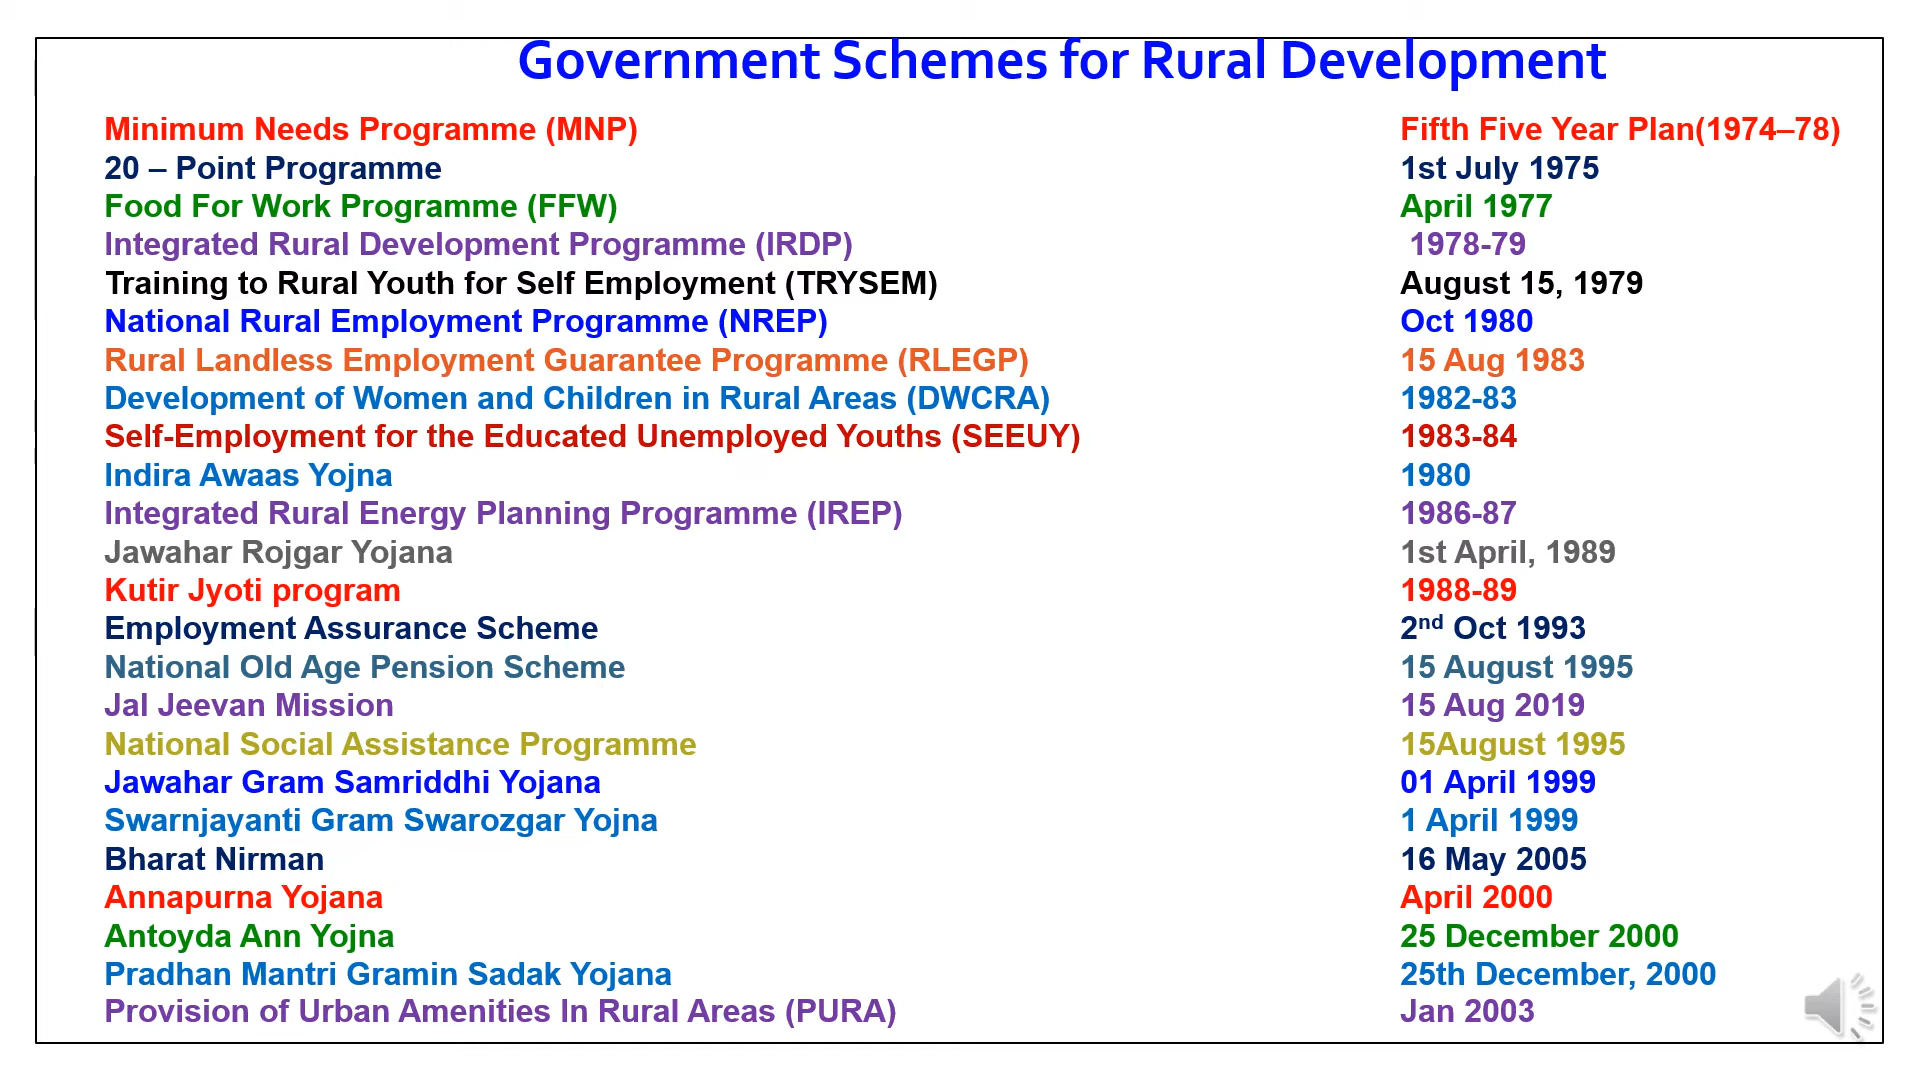 Government Schemes for Rural Development
Minimum Needs Programme (MNP) Fifth Five Year Plan(1974–78)
20 – Point Programme 1st July 1975
Food For Work Programme (FFW) April 1977
Integrated Rural Development Programme (IRDP) 1978-79
Training to Rural Youth for Self Employment (TRYSEM) August 15, 1979
National Rural Employment Programme (NREP) Oct 1980
Rural Landless Employment Guarantee Programme (RLEGP) 15 Aug 1983
Development of Women and Children in Rural Areas (DWCRA) 1982-83
Self-Employment for the Educated Unemployed Youths (SEEUY) 1983-84
Indira Awaas Yojna 1980
Integrated Rural Energy Planning Programme (IREP) 1986-87
Jawahar Rojgar Yojana 1st April, 1989
Kutir Jyoti program 1988-89
Employment Assurance Scheme 2nd Oct 1993
National Old Age Pension Scheme 15 August 1995
Jal Jeevan Mission 15 Aug 2019
National Social Assistance Programme 15August 1995
Jawahar Gram Samriddhi Yojana 01 April 1999
Swarnjayanti Gram Swarozgar Yojna 1 April 1999
Bharat Nirman 16 May 2005
Annapurna Yojana April 2000
Antoyda Ann Yojna 25 December 2000
Pradhan Mantri Gramin Sadak Yojana 25th December, 2000
Provision of Urban Amenities In Rural Areas (PURA) Jan 2003